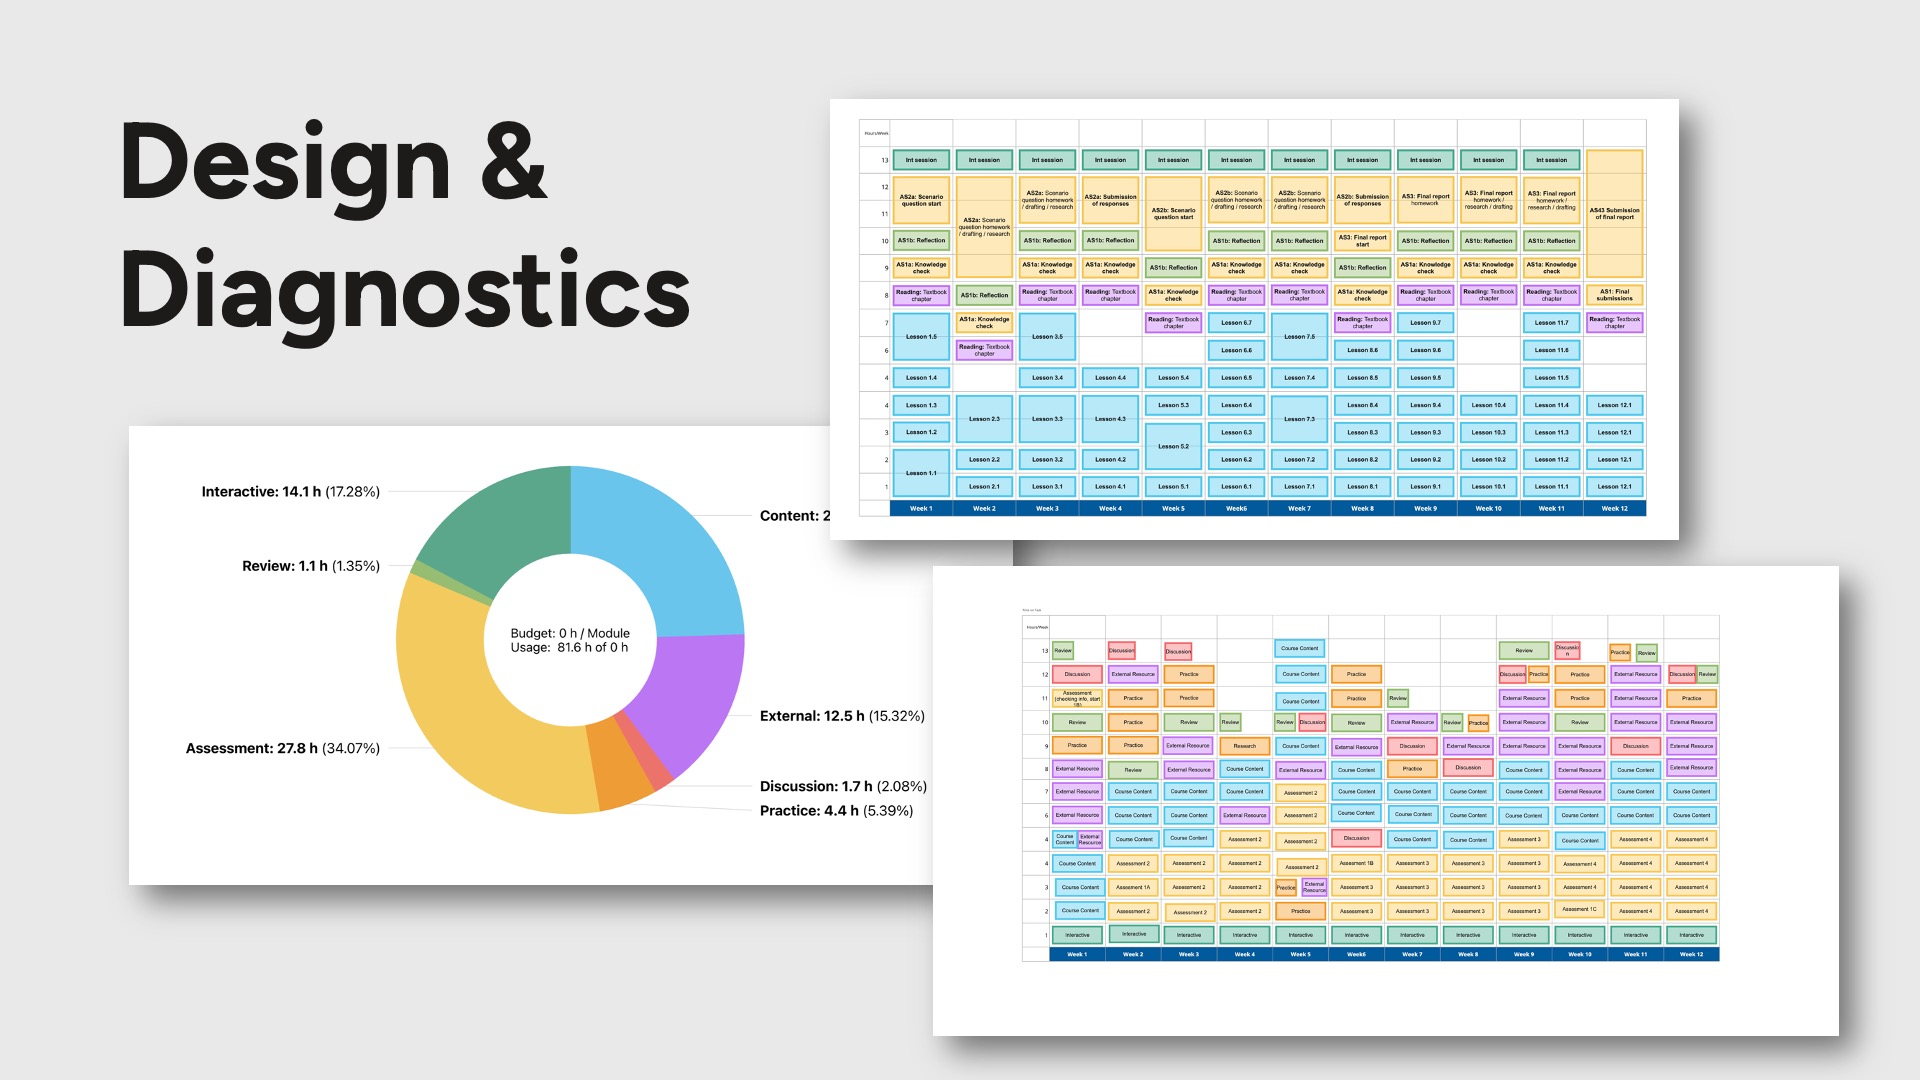 Design &
Diagnostics
Interactive: 14.1 h (17.28%)
Review: 1.1 h (1.35%)
Assessment: 27.8 h (34.07%)
Content: 2
External: 12.5 h (15.32%)
Discussion: 1.7 h (2.08%)
Practice: 4.4 h (5.39%)
Budget: 0 h / Module
Usage: 81.6 h of 0 h
Hours/Week
13 Int session Int session Int session Int session Int session Int session Int session Int session Int session Int session Int session
12
11
AS2a: Scenario
question start
AS2a: Scenario
question homework
/ drafting / research
AS2a: Scenario
question homework
/ drafting / research
AS2a: Submission
of responses
AS2b: Scenario
question start
AS2b: Scenario
question homework
/ drafting / research
AS2b: Scenario
question homework
/ drafting / research
AS2b: Submission
of responses
AS3: Final report
homework
AS3: Final report
homework /
research / drafting
AS3: Final report
homework /
research / drafting
AS43 Submission
of final report
10 AS1b: Reflection AS1b: Reflection AS1b: Reflection AS1b: Reflection AS1b: Reflection
AS3: Final report
start
AS1b: Reflection AS1b: Reflection AS1b: Reflection
9
AS1a: Knowledge
check
AS1a: Knowledge
check
AS1a: Knowledge
check
AS1b: Reflection
AS1a: Knowledge
check
AS1a: Knowledge
check
AS1b: Reflection
AS1a: Knowledge
check
AS1a: Knowledge
check
AS1a: Knowledge
check
8
Reading: Textbook
chapter
AS1b: Reflection
Reading: Textbook
chapter
Reading: Textbook
chapter
AS1a: Knowledge
check
Reading: Textbook
chapter
Reading: Textbook
chapter
AS1a: Knowledge
check
Reading: Textbook
chapter
Reading: Textbook
chapter
Reading: Textbook
chapter
AS1: Final
submissions
7
Lesson 1.5
AS1a: Knowledge
check
Lesson 3.5
Reading: Textbook
chapter
Lesson 6.7
Lesson 7.5
Reading: Textbook
chapter
Lesson 9.7
Lesson 11.7
Reading: Textbook
chapter
6
Reading: Textbook
chapter
Lesson 6.6 Lesson 8.6 Lesson 9.6 Lesson 11.6
4 Lesson 1.4 Lesson 3.4 Lesson 4.4 Lesson 5.4 Lesson 6.5 Lesson 7.4 Lesson 8.5 Lesson 9.5 Lesson 11.5
4 Lesson 1.3 Lesson 2.3 Lesson 3.3 Lesson 4.3 Lesson 5.3 Lesson 6.4 Lesson 7.3 Lesson 8.4 Lesson 9.4 Lesson 10.4 Lesson 11.4 Lesson 12.1
3 Lesson 1.2 Lesson 5.2 Lesson 6.3 Lesson 8.3 Lesson 9.3 Lesson 10.3 Lesson 11.3 Lesson 12.1
2 Lesson 1.1 Lesson 2.2 Lesson 3.2 Lesson 4.2 Lesson 6.2 Lesson 7.2 Lesson 8.2 Lesson 9.2 Lesson 10.2 Lesson 11.2 Lesson 12.1
1 Lesson 2.1 Lesson 3.1 Lesson 4.1 Lesson 5.1 Lesson 6.1 Lesson 7.1 Lesson 8.1 Lesson 9.1 Lesson 10.1 Lesson 11.1 Lesson 12.1
Week 1 Week 2 Week 3 Week 4 Week 5 Week6 Week 7 Week 8 Week 9 Week 10 Week 11 Week 12
Hours/Week
13 Review Discussion Discussion Course Content Review Discussio
n
Practice Review
12 Discussion External Resource Practice Course Content Practice Discussion Practice Practice External Resource Discussion Review
11
Assessment
(checking info, start
1B)
Practice Practice Course Content Practice Review External Resource Practice External Resource Practice
10 Review Practice Review Review Review Discussion Review External Resource Review Practice External Resource Review External Resource External Resource
9 Practice Practice External Resource Research Course Content External Resource Discussion External Resource External Resource External Resource Discussion External Resource
8 External Resource Review External Resource Course Content External Resource Course Content Practice Discussion Course Content External Resource Course Content External Resource
7 External Resource Course Content Course Content Course Content Assessment 2 Course Content Course Content Course Content Course Content External Resource Course Content Course Content
6 External Resource Course Content Course Content External Resource Assessment 2 Course Content Course Content Course Content Course Content Course Content Course Content Course Content
4
Course
Content
External
Resource
Course Content Course Content Assessment 2 Assessment 2 Discussion Course Content Course Content Assessment 3 Course Content Assessment 4 Assessment 4
4 Course Content Assessment 2 Assessment 2 Assessment 2 Assessment 2 Assessment 1B Assessment 3 Assessment 3 Assessment 3 Assessment 4 Assessment 4 Assessment 4
3 Course Content Assessment 1A Assessment 2 Assessment 2 Practice
External
Resource
Assessment 3 Assessment 3 Assessment 3 Assessment 3 Assessment 4 Assessment 4 Assessment 4
2 Course Content Assessment 2 Assessment 2 Assessment 2 Practice Assessment 3 Assessment 3 Assessment 3 Assessment 3 Assessment 1C Assessment 4 Assessment 4
1 Interactive Interactive Interactive Interactive Interactive Interactive Interactive Interactive Interactive Interactive Interactive Interactive
Week 1 Week 2 Week 3 Week 4 Week 5 Week6 Week 7 Week 8 Week 9 Week 10 Week 11 Week 12